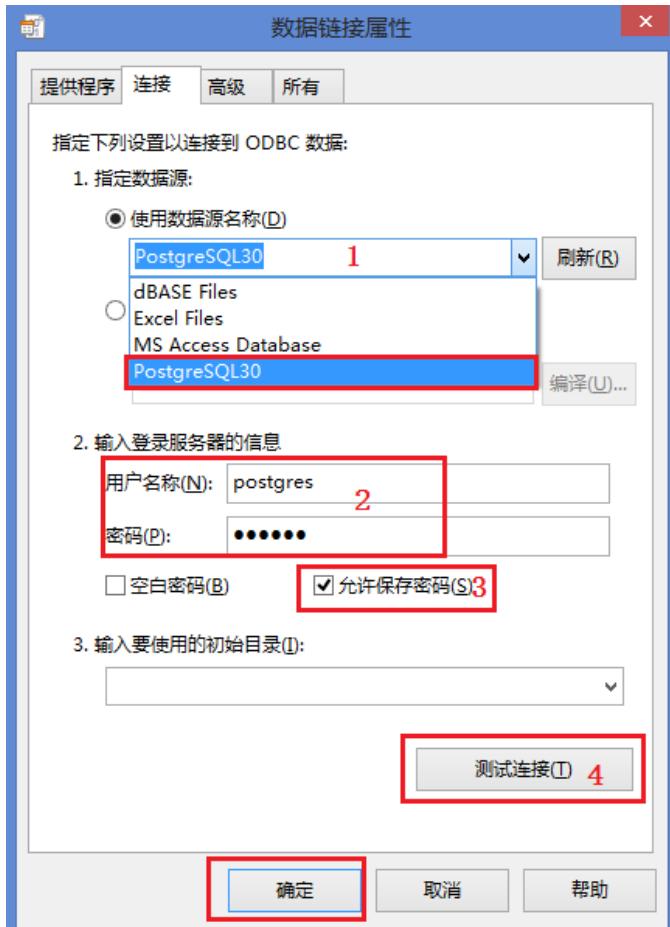 数据链接属性
×
提供程序 连接 高级 所有
指定下列设置以连接到 ODBC 数据:
1. 指定数据源:
使用数据源名称(D)
PostgreSQL30 1 刷新(R)
dBASE Files
Excel Files
MS Access Database
PostgreSQL30
编译(U)...
2. 输入登录服务器的信息
用户名称(N): postgres
2
密码(P): ●●●●●●
空白密码(B) 允许保存密码(S) 3
3. 输入要使用的初始目录(I):
测试连接(T) 4
确定 取消 帮助